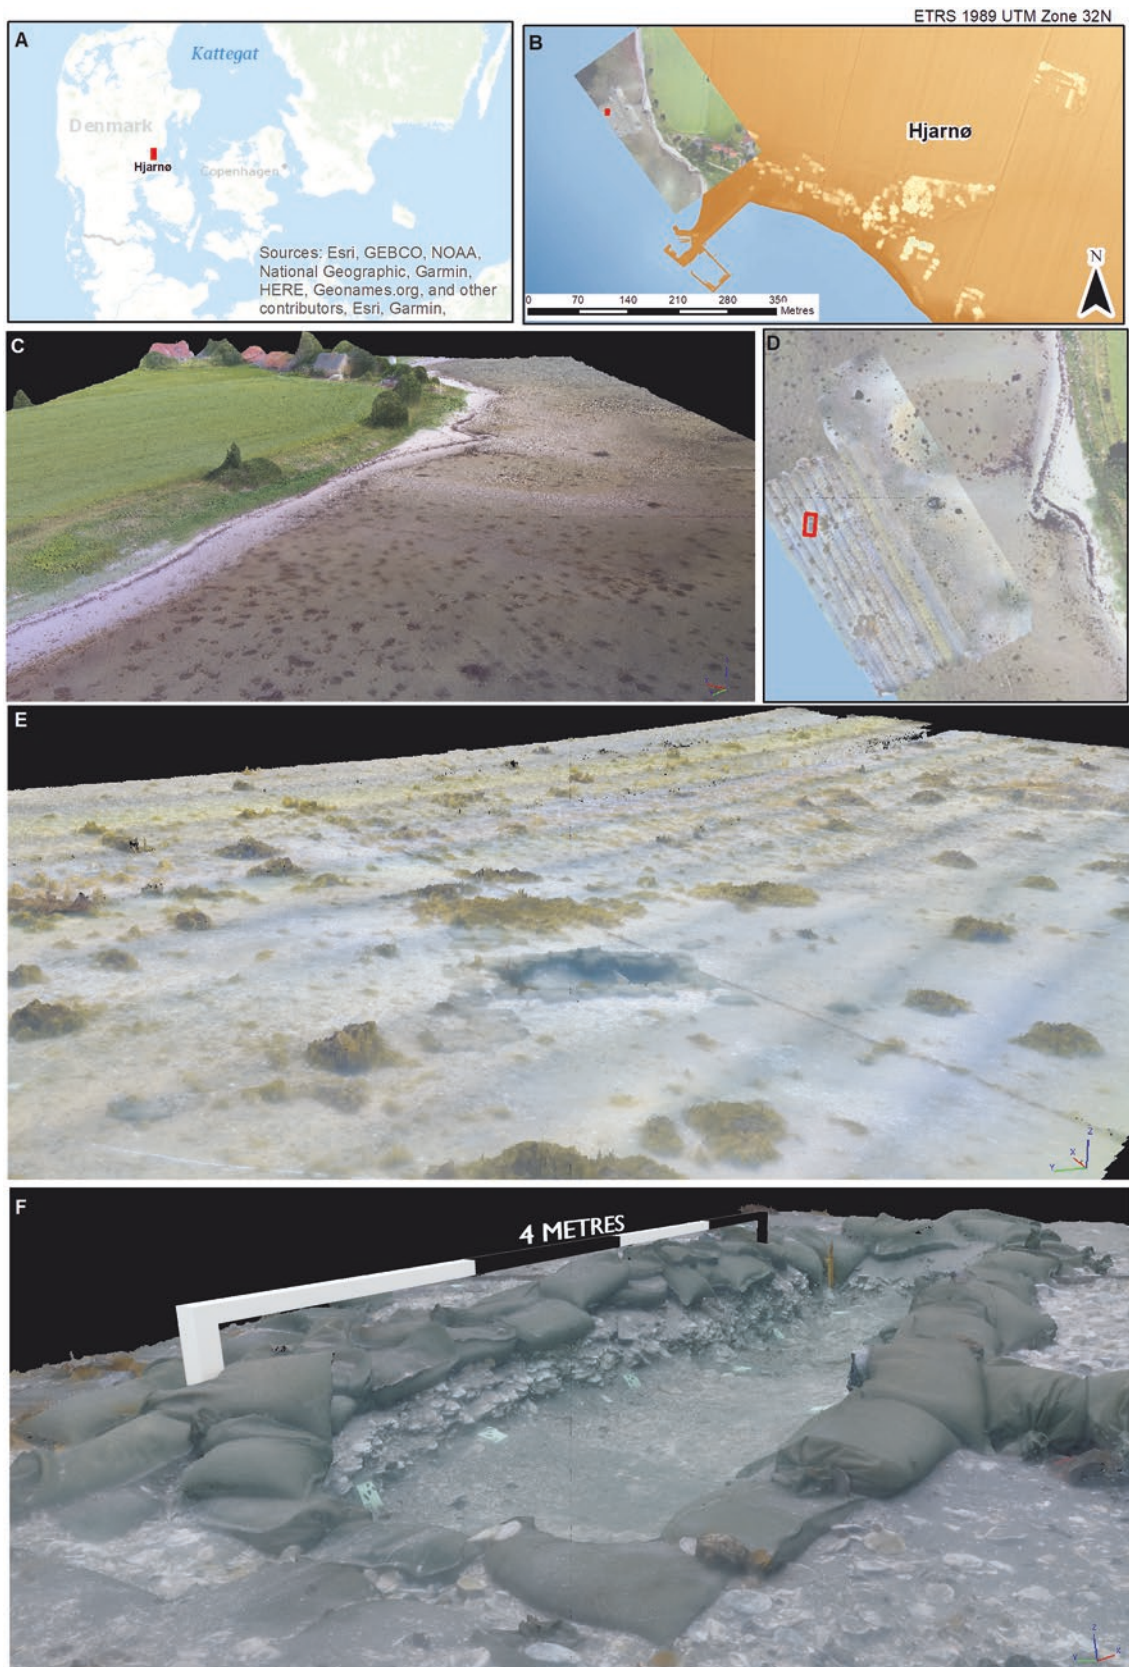 ETRS 1989 UTM Zone 32N
A
Kattegat
Denmark
Hjarnø
Copenhagen
Sources: Esri, GEBCO, NOAA,
National Geographic, Garmin,
HERE, Geonames.org, and other
contributors, Esri, Garmin,
B
Hjarnø
N
0 70 140 210 280 350
Metres
C
D
E
Z
X
Y
F
4 METRES
Z
Y X